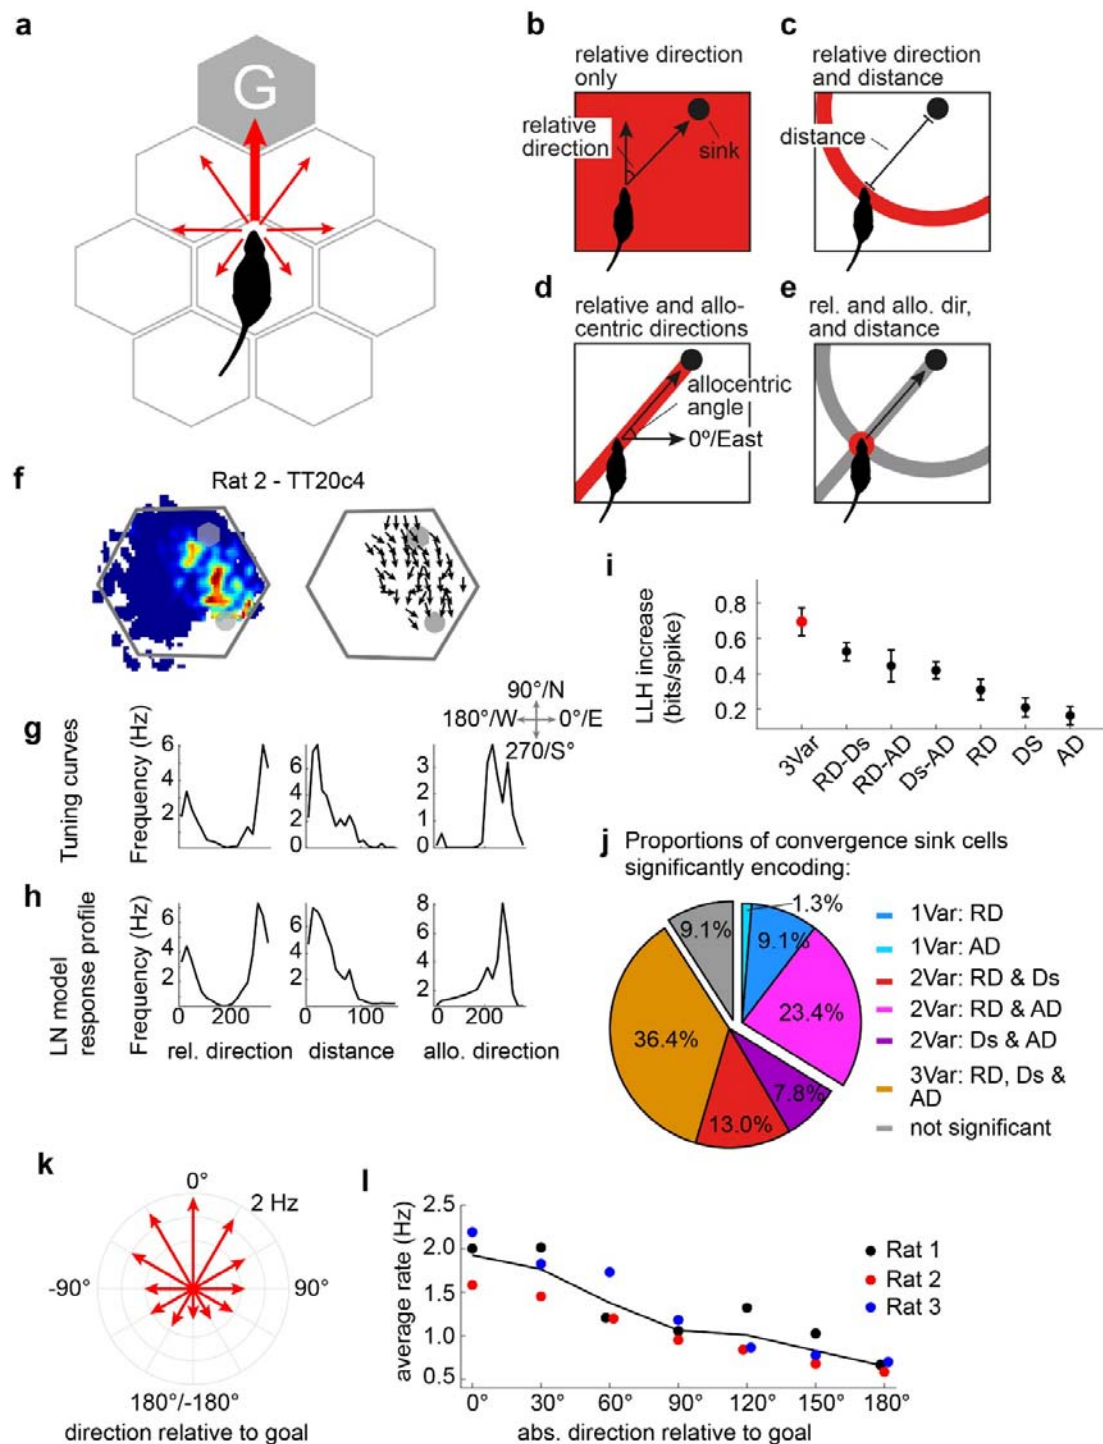 a
G
b
relative direction
only
relative
direction
sink
c
relative direction
and distance
distance
d
relative and allo-
centric directions
allocentric
angle
0º/East
e
rel. and allo. dir,
and distance
f
Rat 2 - TT20c4
90°/N
180°/W
0°/E
270/S°
g
Tuning curves
Frequency (Hz)
6
4
2
6
4
2
0
3
2
1
0
h
LN model
response profile
Frequency (Hz)
6
4
2
0
200
rel. direction
6
4
2
0
100
distance
8
6
4
2
0
200
allo. direction
i
LLH increase
(bits/spike)
0.8
0.6
0.4
0.2
3Var
RD-Ds
RD-AD
Ds-AD
RD
DS
AD
j
Proportions of convergence sink cells
significantly encoding:
1.3%
9.1%
9.1%
23.4%
36.4%
7.8%
13.0%
1Var: RD
1Var: AD
2Var: RD & Ds
2Var: RD & AD
2Var: Ds & AD
3Var: RD, Ds &
AD
not significant
k
0°
2 Hz
-90°
90°
180°/-180°
direction relative to goal
l
average rate (Hz)
2.5
2.0
1.5
1.0
0.5
0°
30°
60°
90°
120°
150°
180°
abs. direction relative to goal
Rat 1
Rat 2
Rat 3